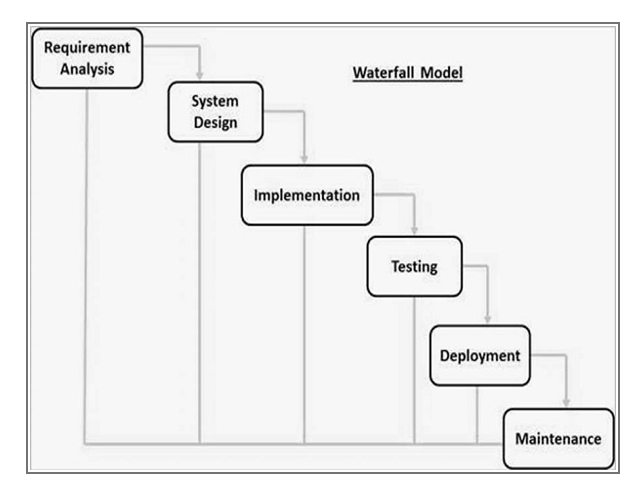 Requirement
Analysis
Waterfall Model
System
Design
Implementation
Testing
Deployment
Maintenance